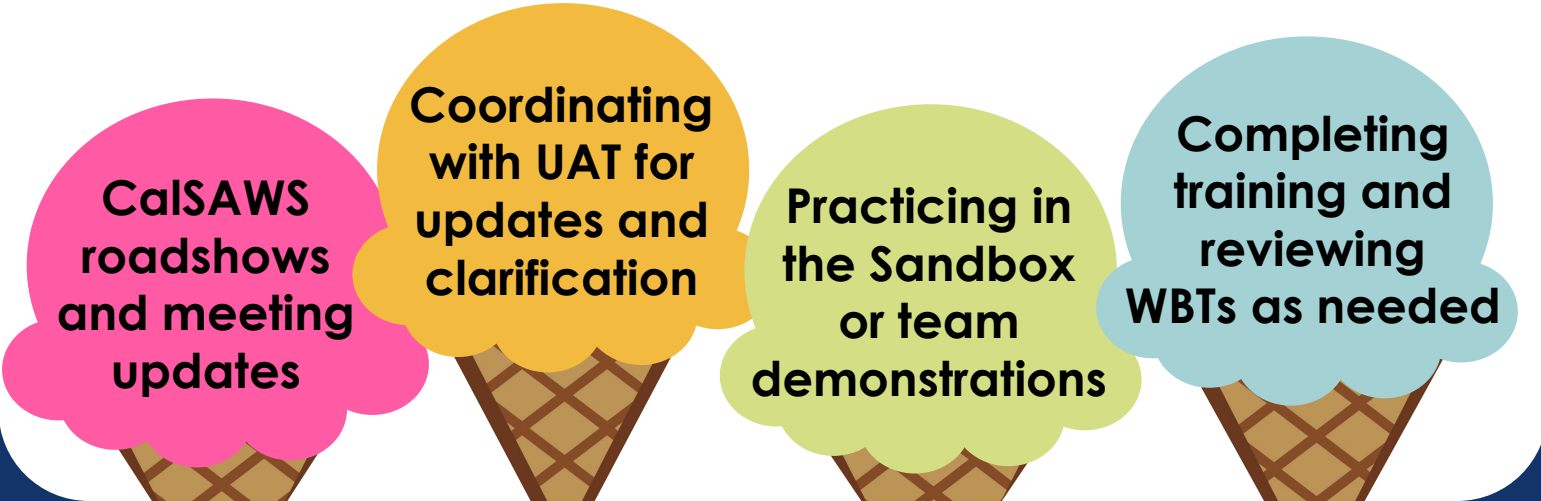 CalSAWS
roadshows
and meeting
updates
Coordinating
with UAT for
updates and
clarification
Practicing in
the Sandbox
or team
demonstrations
Completing
training and
reviewing
WBTs as needed